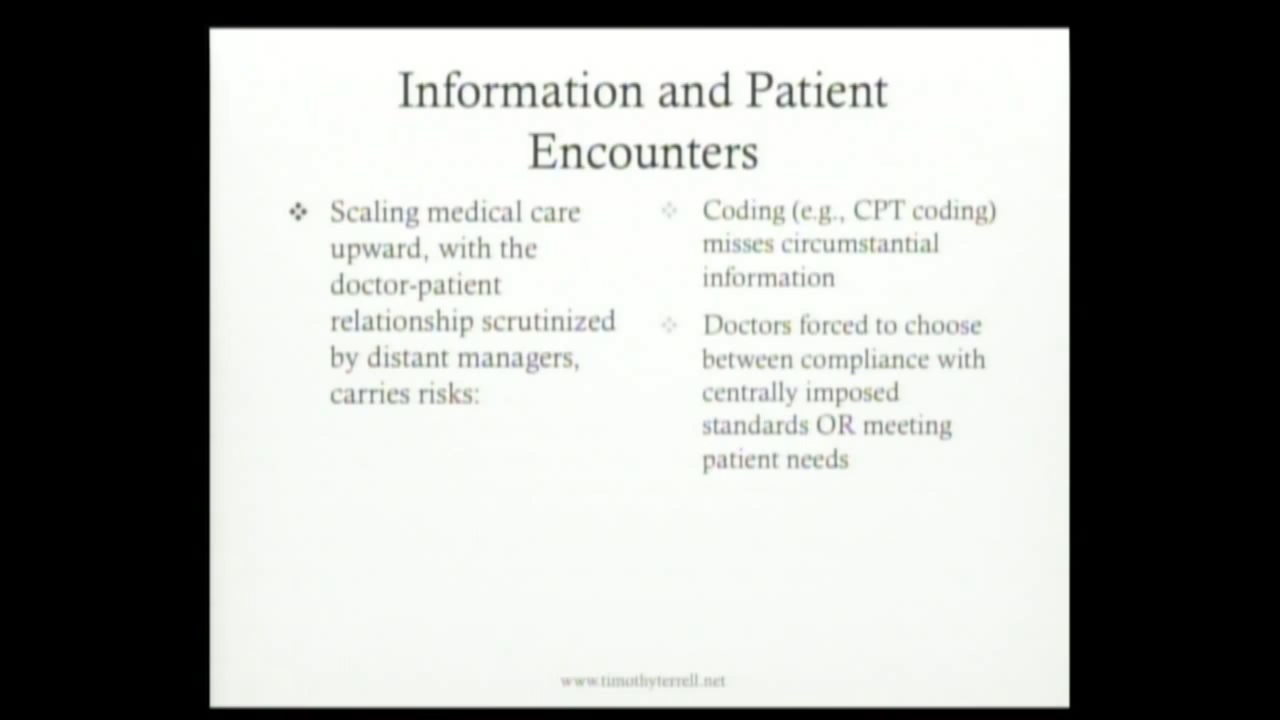 Information and Patient
Encounters
Scaling medical care
upward, with the
doctor-patient
relationship scrutinized
by distant managers,
carries risks:
Coding (e.g., CPT coding)
misses circumstantial
information
Doctors forced to choose
between compliance with
centrally imposed
standards OR meeting
patient needs
www.timothyterrell.net